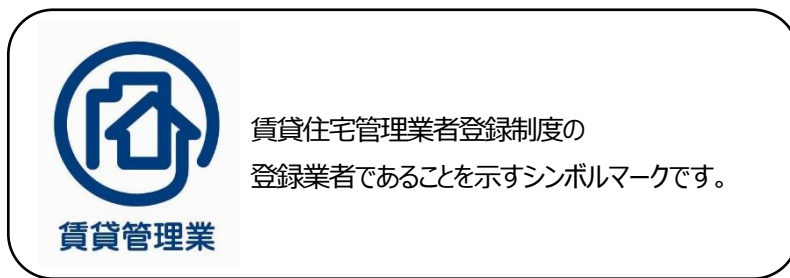 賃貸住宅管理業者登録制度の
登録業者であることを示すシンボルマークです。
賃貸管理業